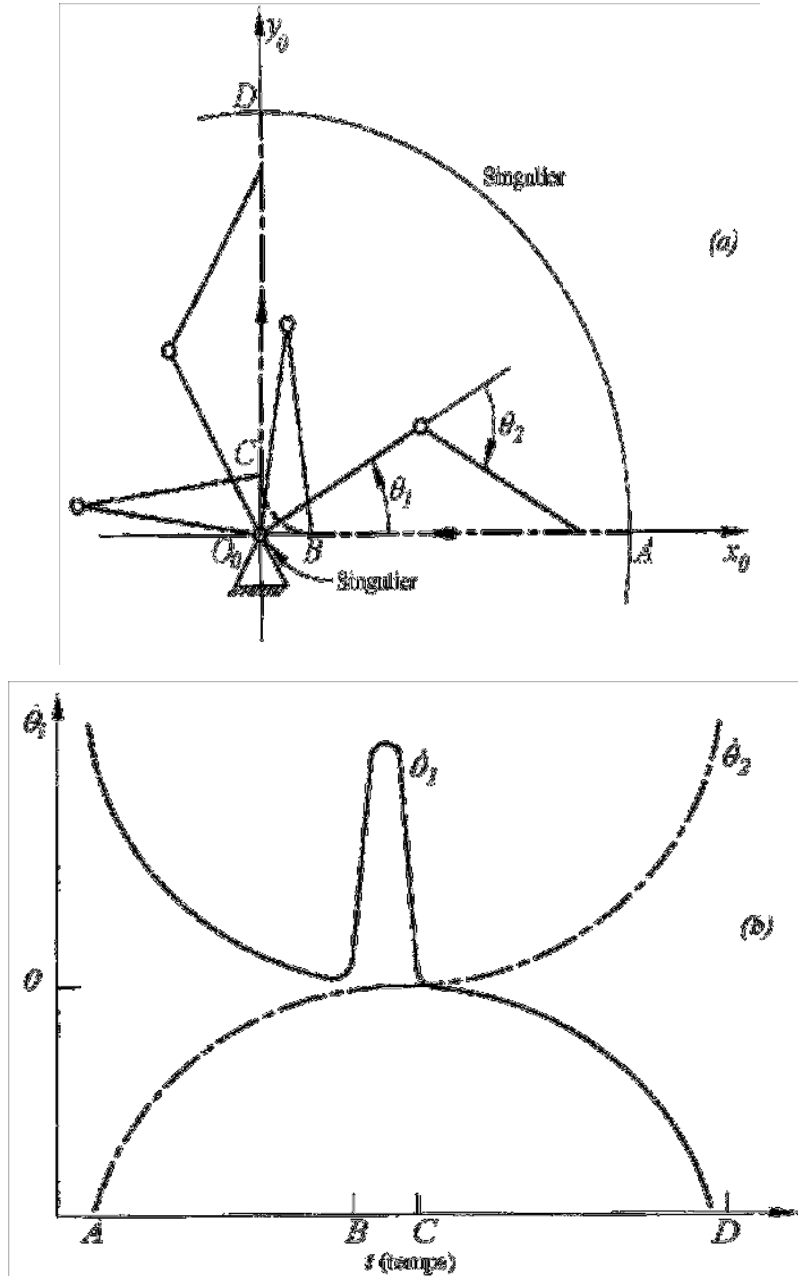 y₀
D
Singulier
(a)
C
θ₂
θ₁
O₀
B
A
x₀
Singulier
θ̇ᵢ
θ̇₁
θ̇₂
(b)
0
A
B
C
D
t (temps)